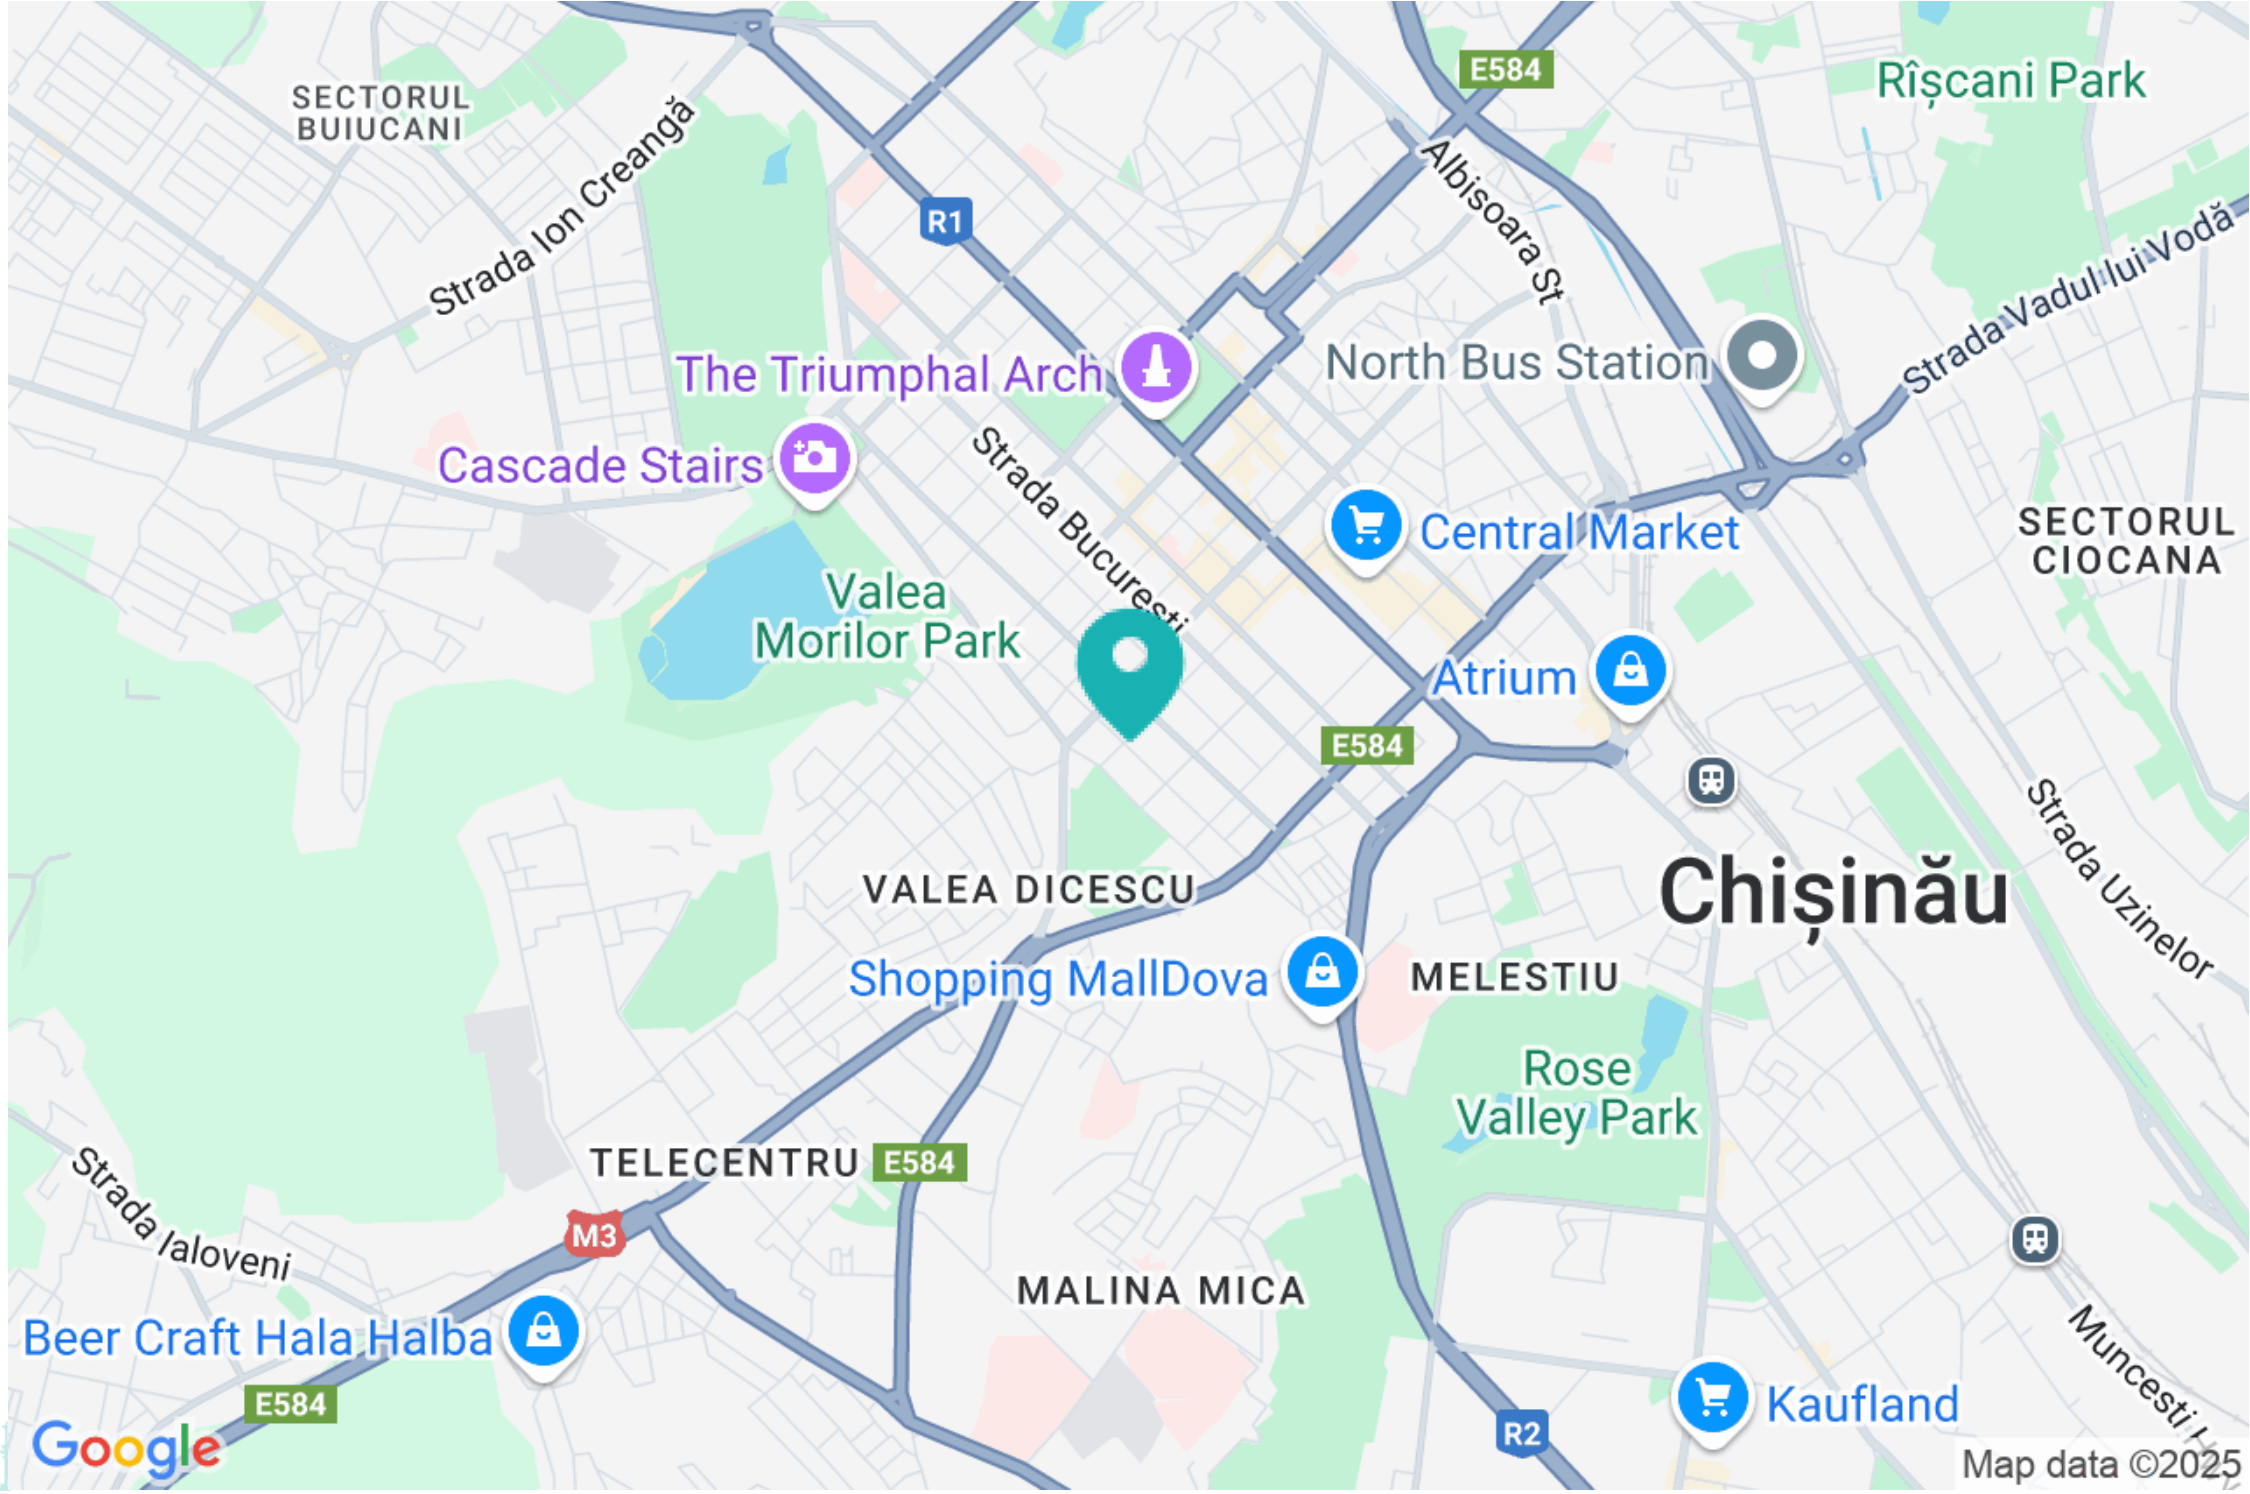 E584
Rîșcani Park
SECTORUL
BUIUCANI
Strada Ion Creangă
Albisoara St
R1
Strada Vadul lui Vodă
The Triumphal Arch
North Bus Station
Cascade Stairs
Strada București
Central Market
SECTORUL
CIOCANA
Valea
Morilor Park
Atrium
E584
Strada Uzinelor
Chișinău
VALEA DICESCU
Shopping MallDova
MELESTIU
Rose
Valley Park
TELECENTRU
E584
Strada Ialoveni
M3
MALINA MICA
Beer Craft Hala Halba
Muncesti
E584
Kaufland
R2
Google
Map data ©2025